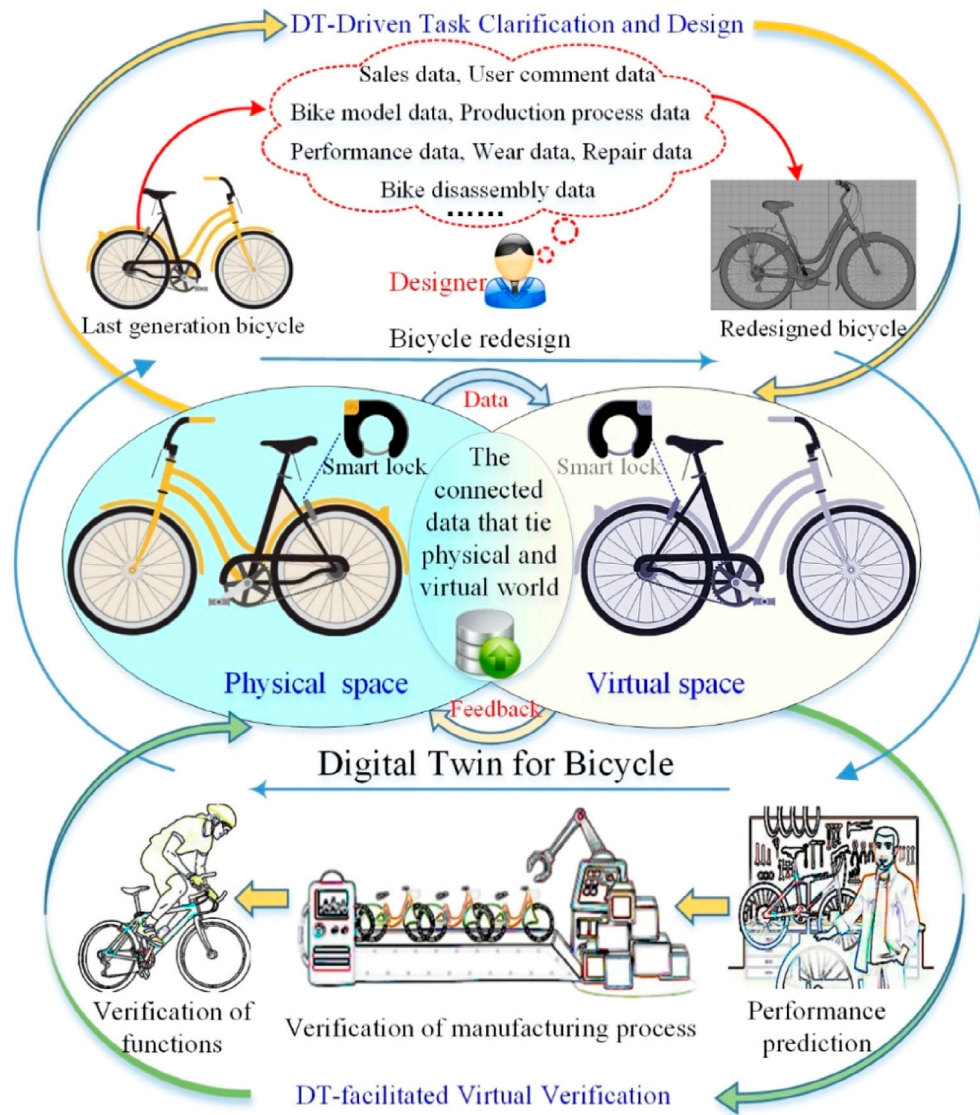 DT-Driven Task Clarification and Design
Sales data, User comment data
Bike model data, Production process data
Performance data, Wear data, Repair data
Bike disassembly data
......
Designer
Last generation bicycle
Redesigned bicycle
Bicycle redesign
Data
Smart lock
Smart lock
The
connected
data that tie
physical and
virtual world
Physical space
Virtual space
Feedback
Digital Twin for Bicycle
Verification of
functions
Verification of manufacturing process
Performance
prediction
DT-facilitated Virtual Verification